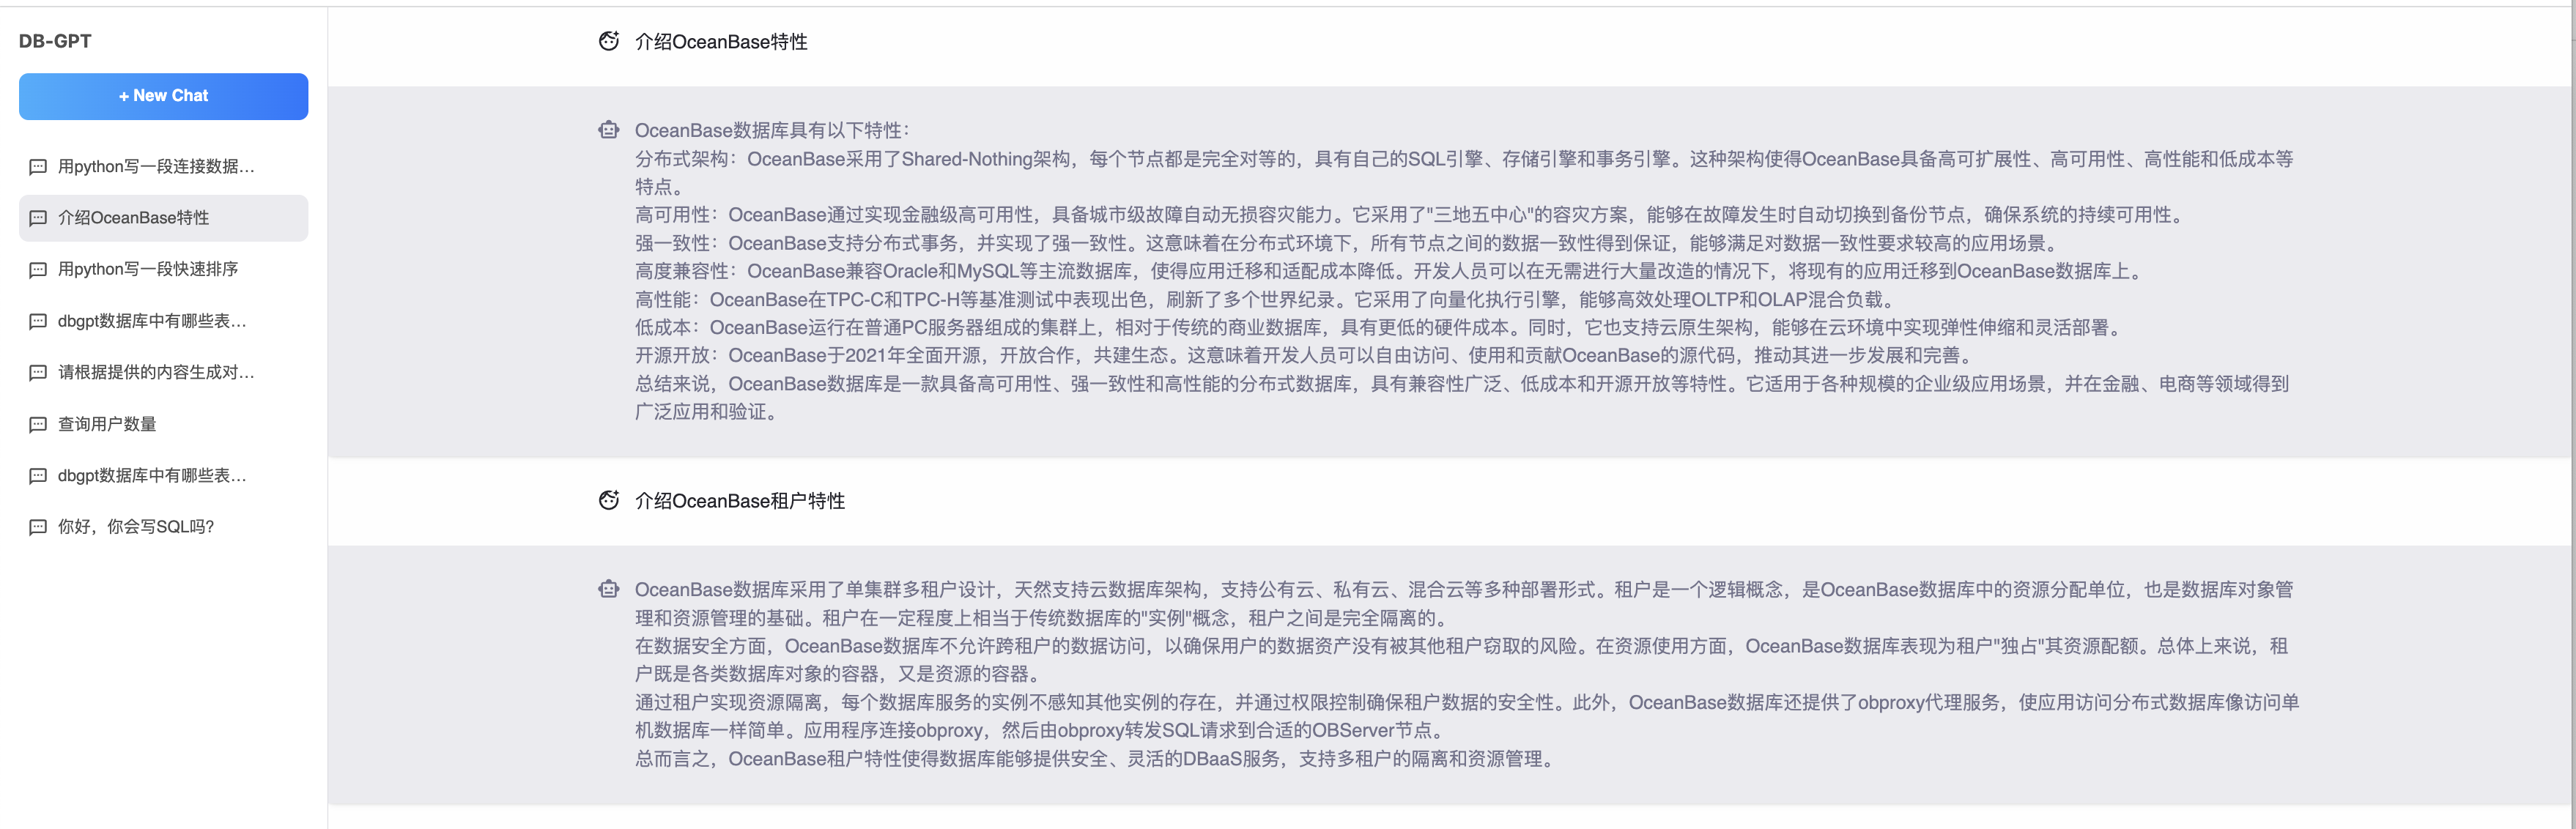 DB-GPT
+ New Chat
用python写一段连接数据...
介绍OceanBase特性
用python写一段快速排序
dbgpt数据库中有哪些表...
请根据提供的内容生成对...
查询用户数量
dbgpt数据库中有哪些表...
你好，你会写SQL吗?
介绍OceanBase特性
OceanBase数据库具有以下特性：
分布式架构：OceanBase采用了Shared-Nothing架构，每个节点都是完全对等的，具有自己的SQL引擎、存储引擎和事务引擎。这种架构使得OceanBase具备高可扩展性、高可用性、高性能和低成本等
特点。
高可用性：OceanBase通过实现金融级高可用性，具备城市级故障自动无损容灾能力。它采用了"三地五中心"的容灾方案，能够在故障发生时自动切换到备份节点，确保系统的持续可用性。
强一致性：OceanBase支持分布式事务，并实现了强一致性。这意味着在分布式环境下，所有节点之间的数据一致性得到保证，能够满足对数据一致性要求较高的应用场景。
高度兼容性：OceanBase兼容Oracle和MySQL等主流数据库，使得应用迁移和适配成本降低。开发人员可以在无需进行大量改造的情况下，将现有的应用迁移到OceanBase数据库上。
高性能：OceanBase在TPC-C和TPC-H等基准测试中表现出色，刷新了多个世界纪录。它采用了向量化执行引擎，能够高效处理OLTP和OLAP混合负载。
低成本：OceanBase运行在普通PC服务器组成的集群上，相对于传统的商业数据库，具有更低的硬件成本。同时，它也支持云原生架构，能够在云环境中实现弹性伸缩和灵活部署。
开源开放：OceanBase于2021年全面开源，开放合作，共建生态。这意味着开发人员可以自由访问、使用和贡献OceanBase的源代码，推动其进一步发展和完善。
总结来说，OceanBase数据库是一款具备高可用性、强一致性和高性能的分布式数据库，具有兼容性广泛、低成本和开源开放等特性。它适用于各种规模的企业级应用场景，并在金融、电商等领域得到
广泛应用和验证。
介绍OceanBase租户特性
OceanBase数据库采用了单集群多租户设计，天然支持云数据库架构，支持公有云、私有云、混合云等多种部署形式。租户是一个逻辑概念，是OceanBase数据库中的资源分配单位，也是数据库对象管
理和资源管理的基础。租户在一定程度上相当于传统数据库的"实例"概念，租户之间是完全隔离的。
在数据安全方面，OceanBase数据库不允许跨租户的数据访问，以确保用户的数据资产没有被其他租户窃取的风险。在资源使用方面，OceanBase数据库表现为租户"独占"其资源配额。总体上来说，租
户既是各类数据库对象的容器，又是资源的容器。
通过租户实现资源隔离，每个数据库服务的实例不感知其他实例的存在，并通过权限控制确保租户数据的安全性。此外，OceanBase数据库还提供了obproxy代理服务，使应用访问分布式数据库像访问单
机数据库一样简单。应用程序连接obproxy，然后由obproxy转发SQL请求到合适的OBServer节点。
总而言之，OceanBase租户特性使得数据库能够提供安全、灵活的DBaaS服务，支持多租户的隔离和资源管理。